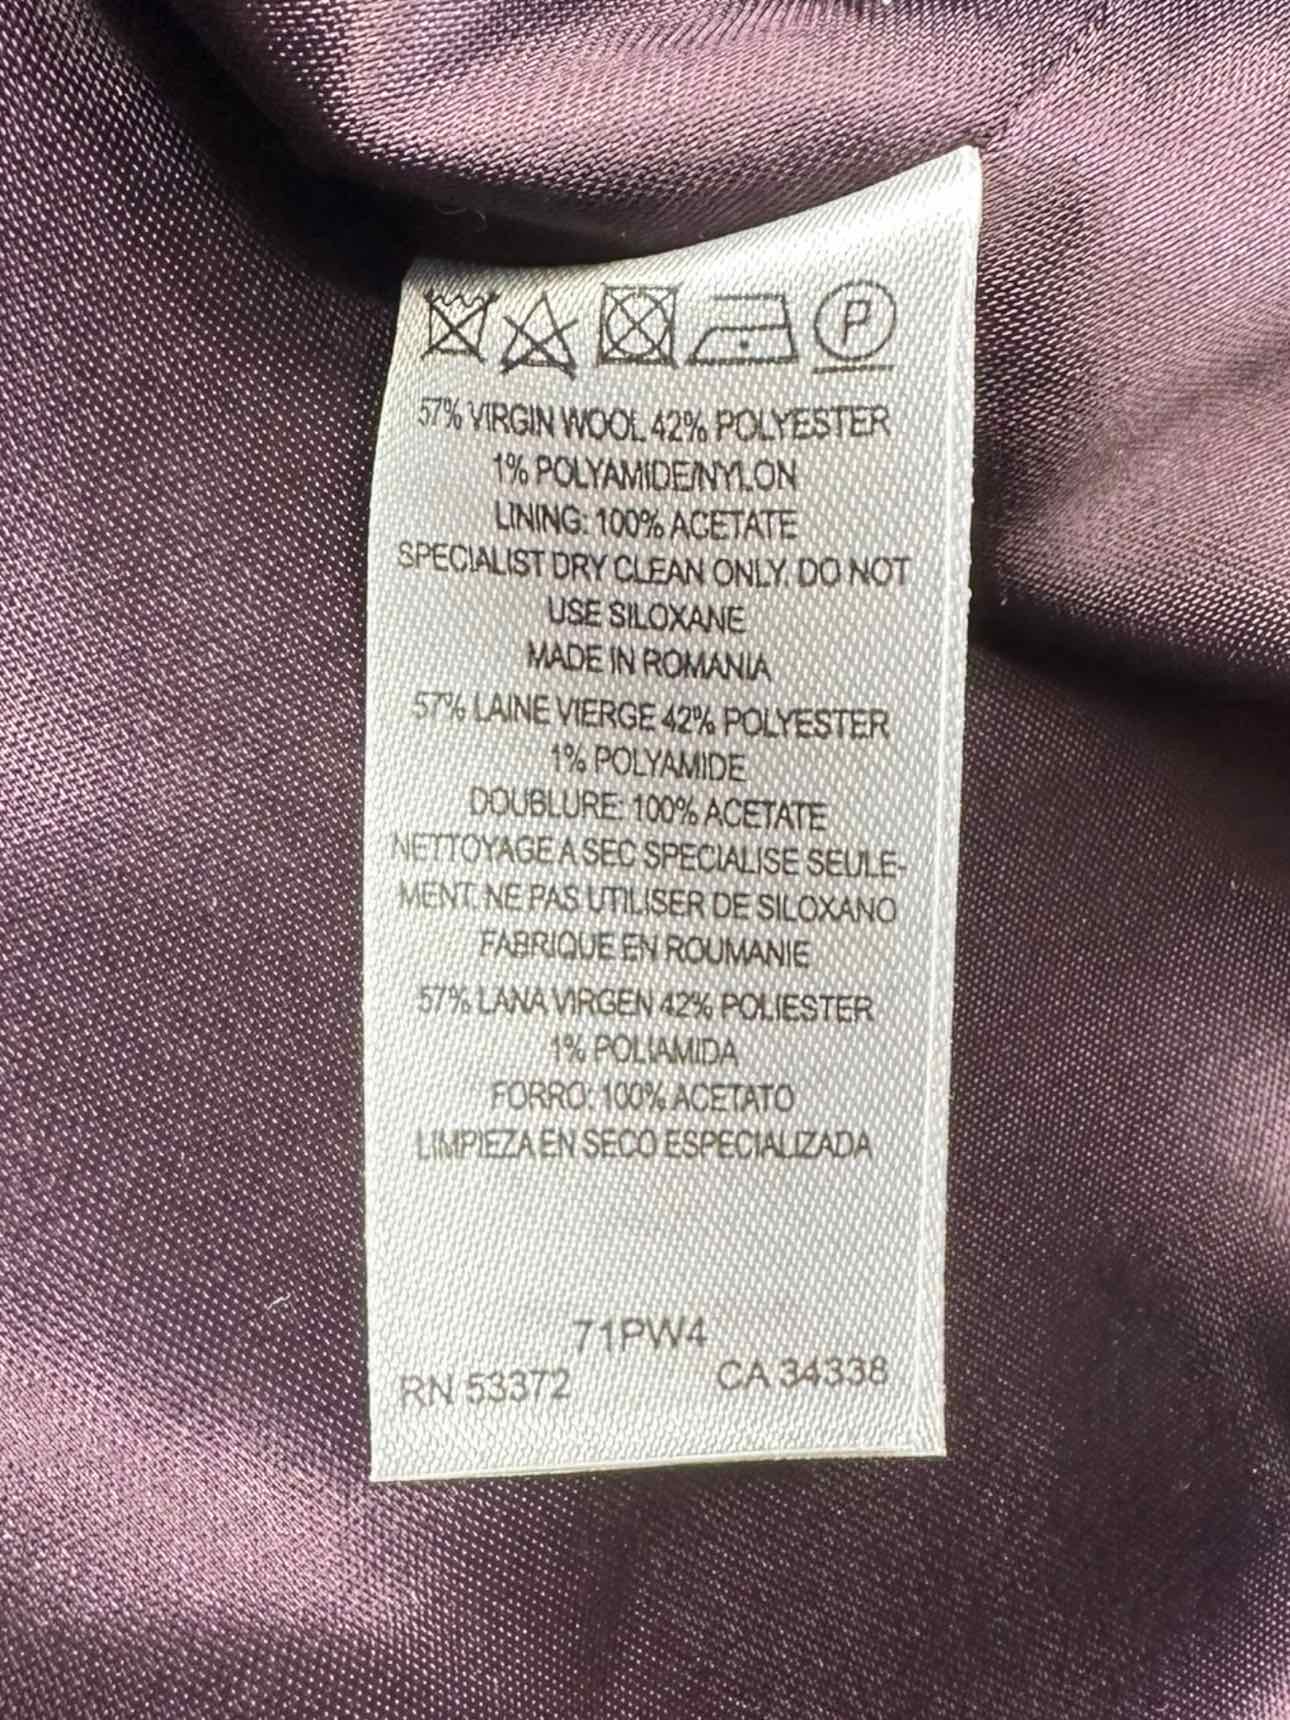 P
57% VIRGIN WOOL 42% POLYESTER
1% POLYAMIDE/NYLON
LINING: 100% ACETATE
SPECIALIST DRY CLEAN ONLY. DO NOT
USE SILOXANE
MADE IN ROMANIA
57% LAINE VIERGE 42% POLYESTER
1% POLYAMIDE
DOUBLURE: 100% ACETATE
NETTOYAGE A SEC SPECIALISE SEULE-
MENT. NE PAS UTILISER DE SILOXANO
FABRIQUE EN ROUMANIE
57% LANA VIRGEN 42% POLIESTER
1% POLIAMIDA
FORRO: 100% ACETATO
LIMPIEZA EN SECO ESPECIALIZADA
71PW4
RN 53372 CA 34338